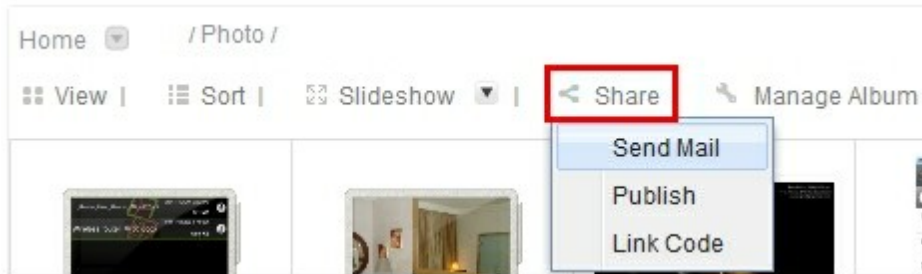 Home / Photo /
View | Sort | Slideshow | Share Manage Album
Send Mail
Publish
Link Code